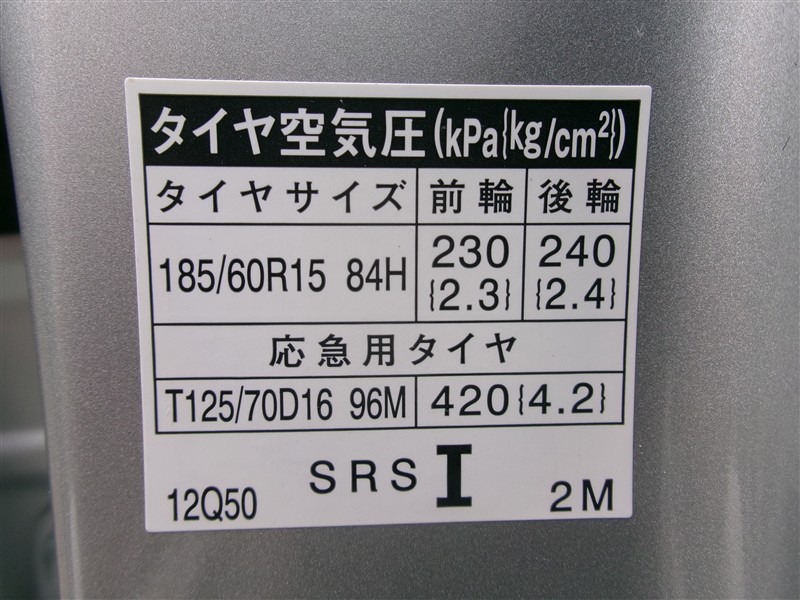 タイヤ空気圧(kPa{kg/cm²})
タイヤサイズ 前輪 後輪
185/60R15 84H 230 {2.3} 240 {2.4}
応急用タイヤ
T125/70D16 96M 420{4.2}
12Q50 SRS I 2M